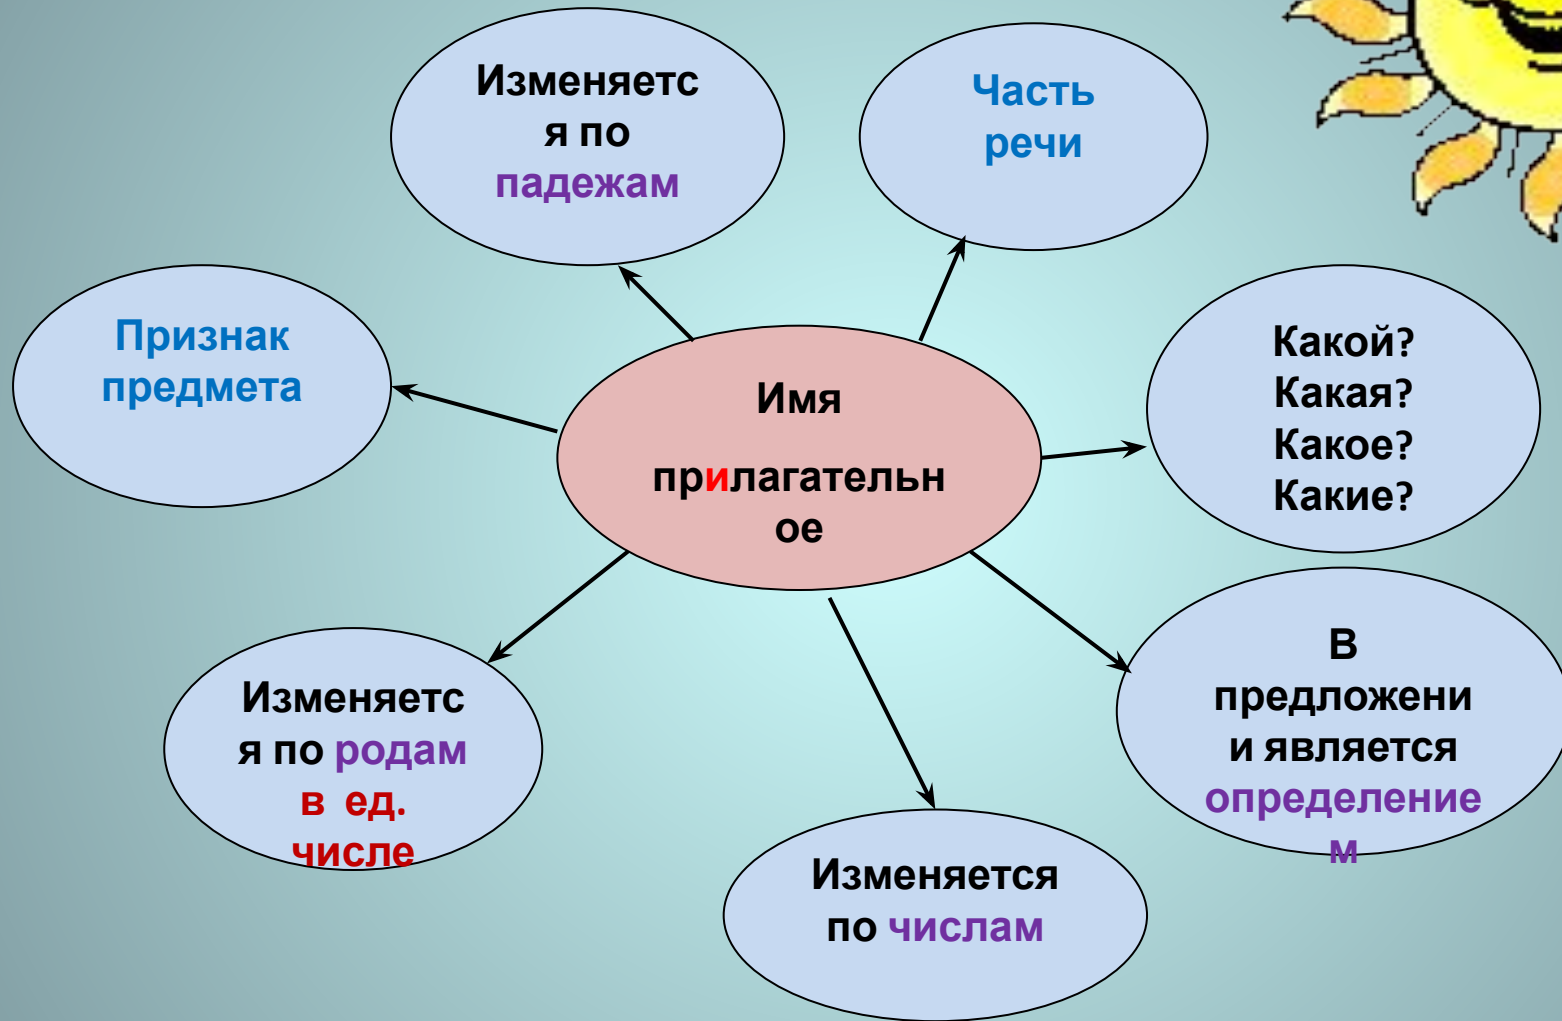 Изменяетс
я по
падежам
Часть
речи
Признак
предмета
Имя
прилагательн
ое
Какой?
Какая?
Какое?
Какие?
Изменяетс
я по родам
в ед.
числе
Изменяется
по числам
В
предложени
и является
определение
м